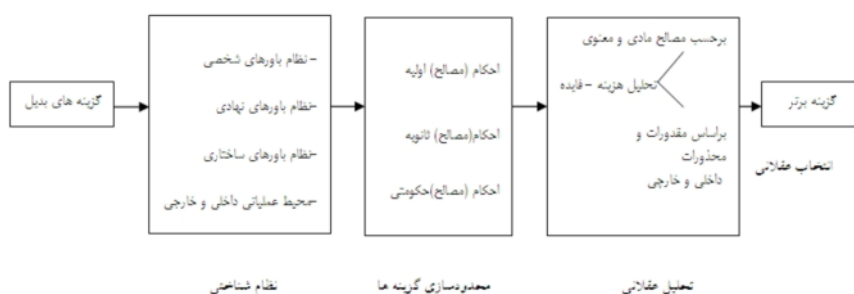 گزینه های بدیل
-نظام باورهای شخصی
-نظام باورهای نهادی
-نظام باورهای ساختاری
-محیط عملیاتی داخلی و خارجی
نظام شناختی
احکام (مصالح) اولیه
احکام(مصالح) ثانویه
احکام (مصالح)حکومتی
محدودسازی گزینه ها
برحسب مصالح مادی و معنوی
تحلیل هزینه - فایده
براساس مقدورات و
محذورات
داخلی و خارجی
تحلیل عقلانی
گزینه برتر
انتخاب عقلانی